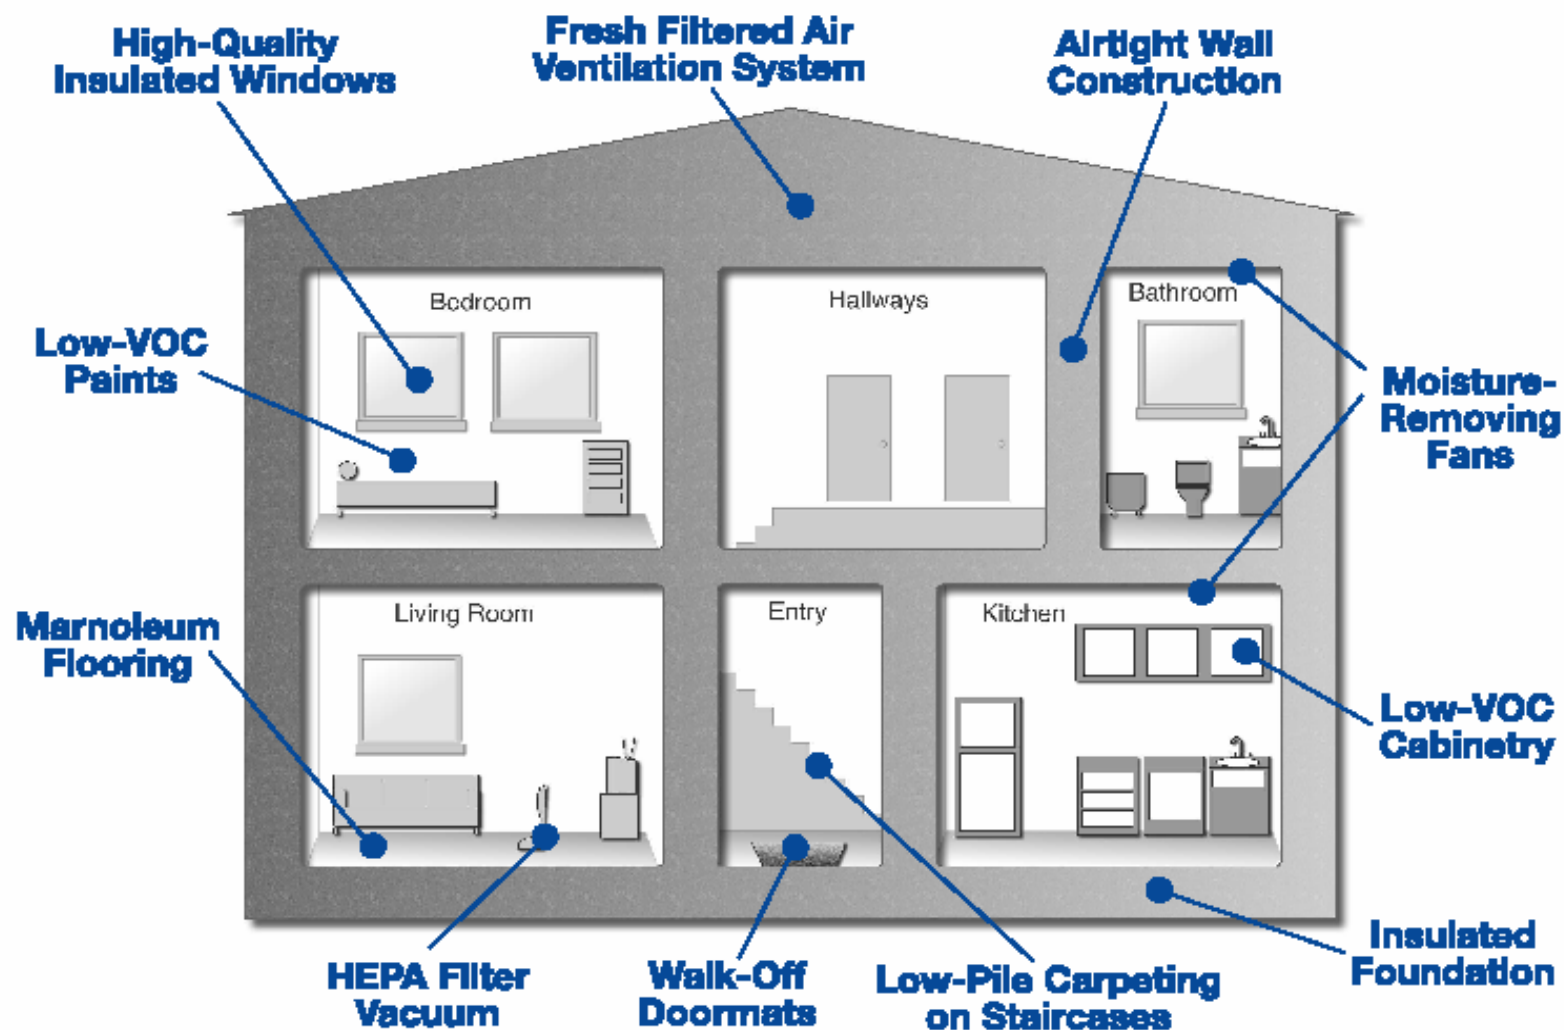 High-Quality
Insulated Windows
Fresh Filtered Air
Ventilation System
Airtight Wall
Construction
Bedroom
Hallways
Bathroom
Low-VOC
Paints
Moisture-
Removing
Fans
Living Room
Entry
Kitchen
Marnoleum
Flooring
Low-VOC
Cabinetry
HEPA Filter
Vacuum
Walk-Off
Doormats
Low-Pile Carpeting
on Staircases
Insulated
Foundation